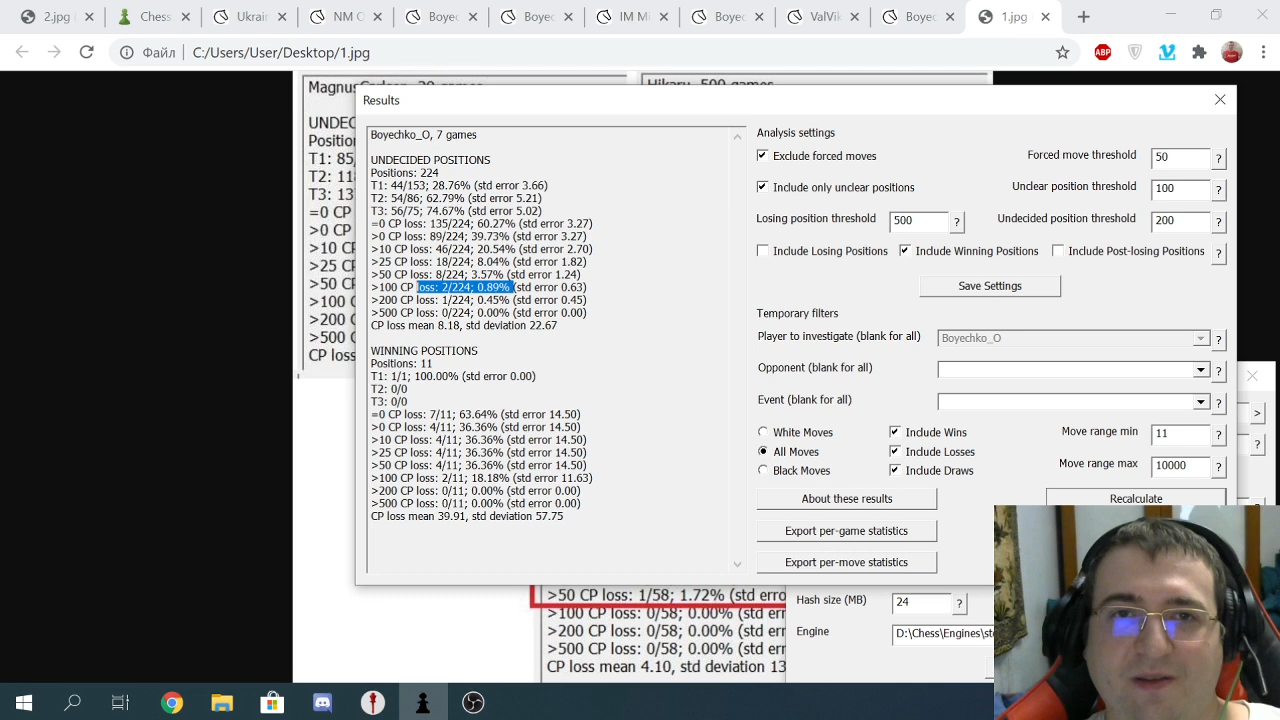 2.jpg
Chess
Ukrain
NM C
Boyec
Boyec
IM Mi
Boyec
ValVik
Boyec
1.jpg
Файл
C:/Users/User/Desktop/1.jpg
ABP
Hikaru, 500 games
Magnus
UNDEC
Position
T1: 85,
T2: 118
T3: 137
=0 CP
>0 CP l
>10 CP
>25 CP
>50 CP
>100 C
>200 C
>500 C
CP loss
Results
Boyechko_O, 7 games
UNDECIDED POSITIONS
Positions: 224
T1: 44/153; 28.76% (std error 3.66)
T2: 54/86; 62.79% (std error 5.21)
T3: 56/75; 74.67% (std error 5.02)
=0 CP loss: 135/224; 60.27% (std error 3.27)
>0 CP loss: 89/224; 39.73% (std error 3.27)
>10 CP loss: 46/224; 20.54% (std error 2.70)
>25 CP loss: 18/224; 8.04% (std error 1.82)
>50 CP loss: 8/224; 3.57% (std error 1.24)
>100 CP loss: 2/224; 0.89% (std error 0.63)
>200 CP loss: 1/224; 0.45% (std error 0.45)
>500 CP loss: 0/224; 0.00% (std error 0.00)
CP loss mean 8.18, std deviation 22.67
WINNING POSITIONS
Positions: 11
T1: 1/1; 100.00% (std error 0.00)
T2: 0/0
T3: 0/0
=0 CP loss: 7/11; 63.64% (std error 14.50)
>0 CP loss: 4/11; 36.36% (std error 14.50)
>10 CP loss: 4/11; 36.36% (std error 14.50)
>25 CP loss: 4/11; 36.36% (std error 14.50)
>50 CP loss: 4/11; 36.36% (std error 14.50)
>100 CP loss: 2/11; 18.18% (std error 11.63)
>200 CP loss: 0/11; 0.00% (std error 0.00)
>500 CP loss: 0/11; 0.00% (std error 0.00)
CP loss mean 39.91, std deviation 57.75
Analysis settings
Exclude forced moves
Forced move threshold 50 ?
Include only unclear positions
Unclear position threshold 100 ?
Losing position threshold 500 ?
Undecided position threshold 200 ?
Include Losing Positions Include Winning Positions Include Post-losing Positions ?
Save Settings
Temporary filters
Player to investigate (blank for all) Boyechko_O ?
Opponent (blank for all) ?
Event (blank for all) ?
White Moves Include Wins Move range min 11 ?
All Moves Include Losses
Black Moves Include Draws Move range max 10000 ?
About these results Recalculate
Export per-game statistics
Export per-move statistics
>
?
>50 CP loss: 1/58; 1.72% (std erro
>100 CP loss: 0/58; 0.00% (std err
>200 CP loss: 0/58; 0.00% (std err
>500 CP loss: 0/58; 0.00% (std err
CP loss mean 4.10, std deviation 13
Hash size (MB) 24 ?
Engine D:\Chess\Engines\sto